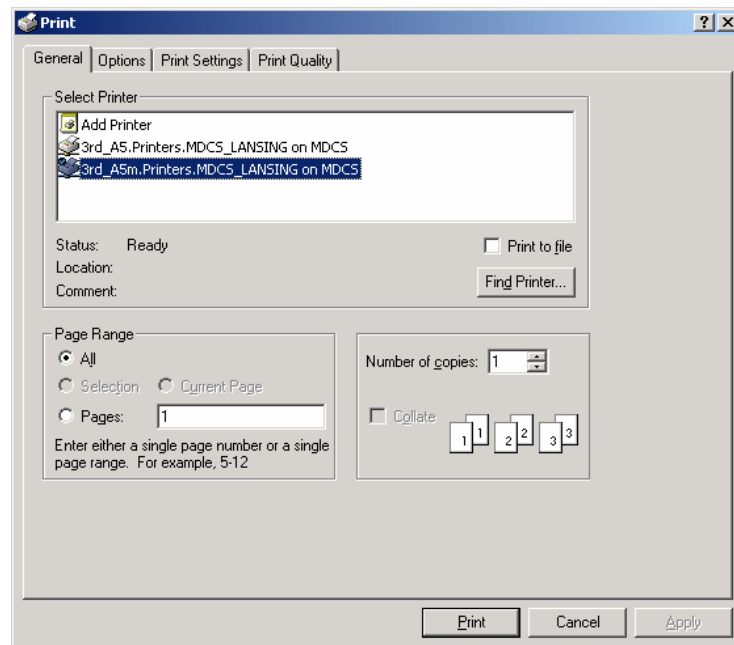 Print
General Options Print Settings Print Quality
Select Printer
Add Printer
3rd_A5.Printers.MDCS_LANSING on MDCS
3rd_A5m.Printers.MDCS_LANSING on MDCS
Status: Ready
Print to file
Location:
Find Printer...
Comment:
Page Range
All
Selection Current Page
Pages: 1
Enter either a single page number or a single
page range. For example, 5-12
Number of copies: 1
Collate
1 1 2 2 3 3
Print Cancel Apply